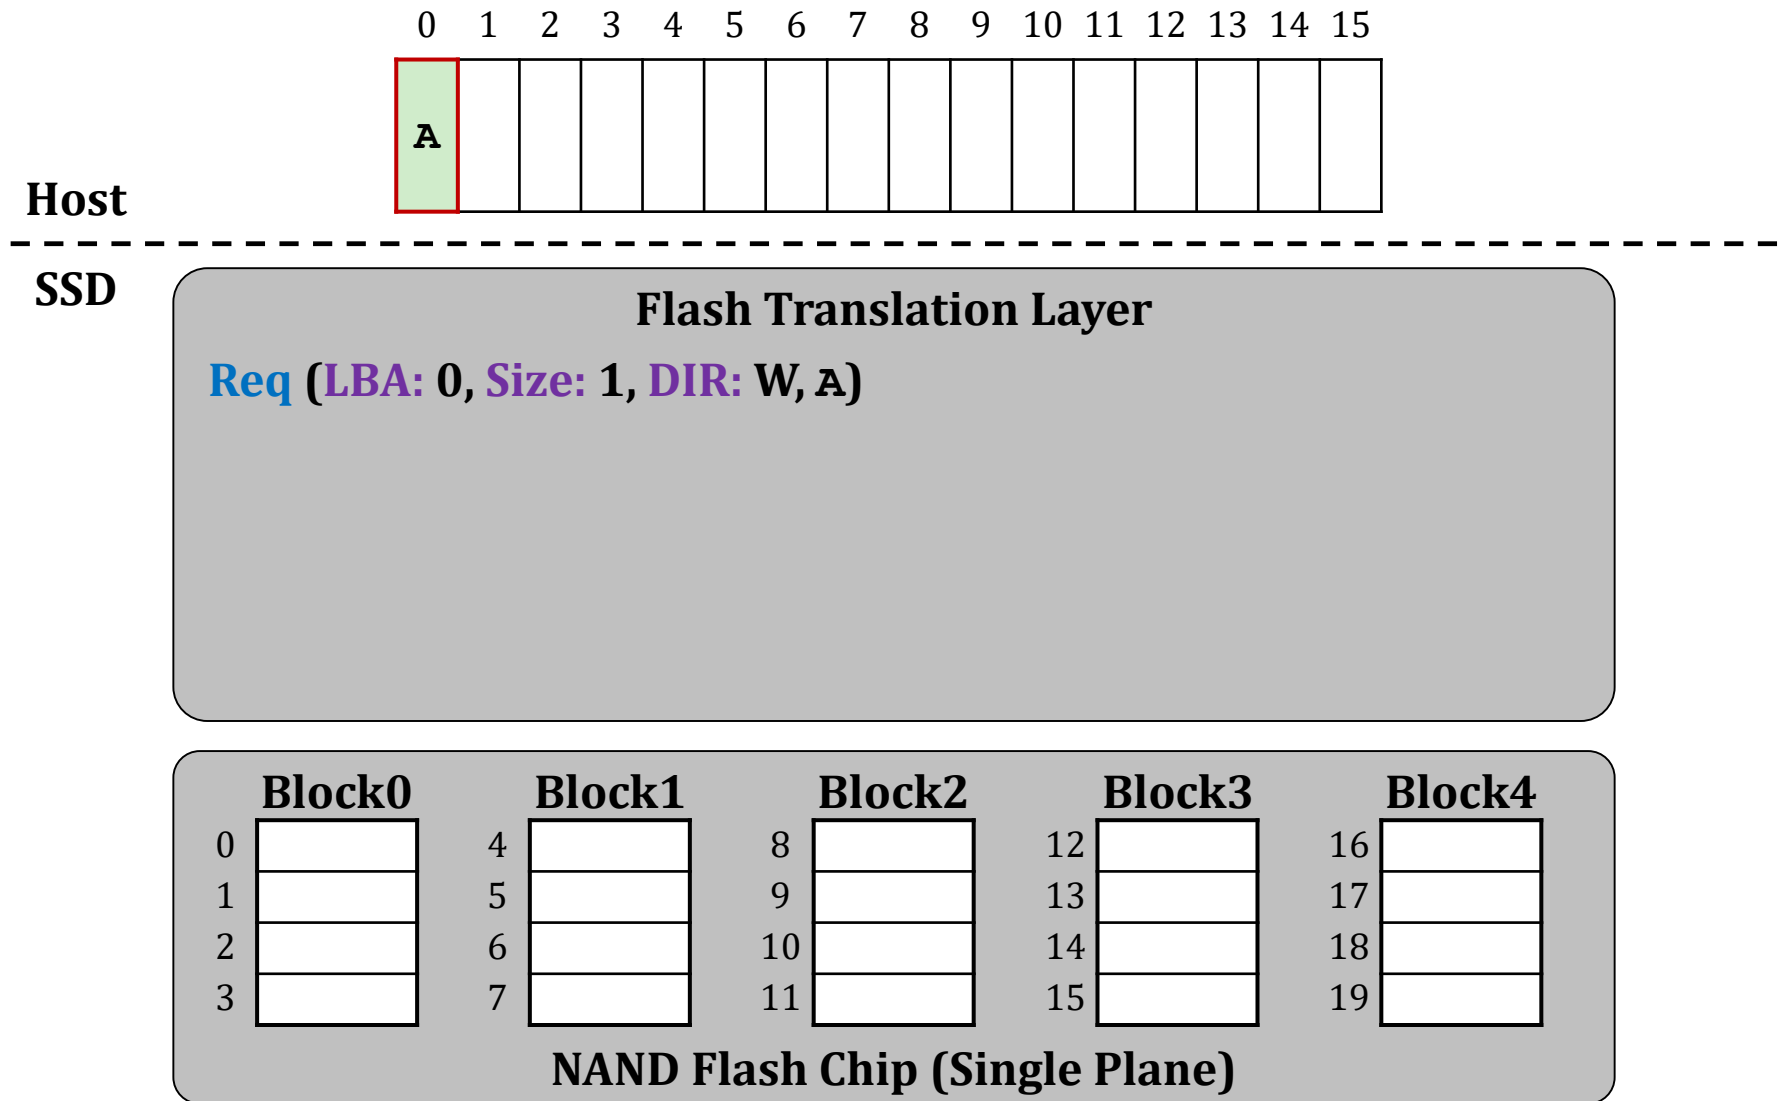 0 1 2 3 4 5 6 7 8 9 10 11 12 13 14 15
A
Host
SSD
Flash Translation Layer
Req (LBA: 0, Size: 1, DIR: W, A)
Block0 Block1 Block2 Block3 Block4
0 4 8 12 16
1 5 9 13 17
2 6 10 14 18
3 7 11 15 19
NAND Flash Chip (Single Plane)